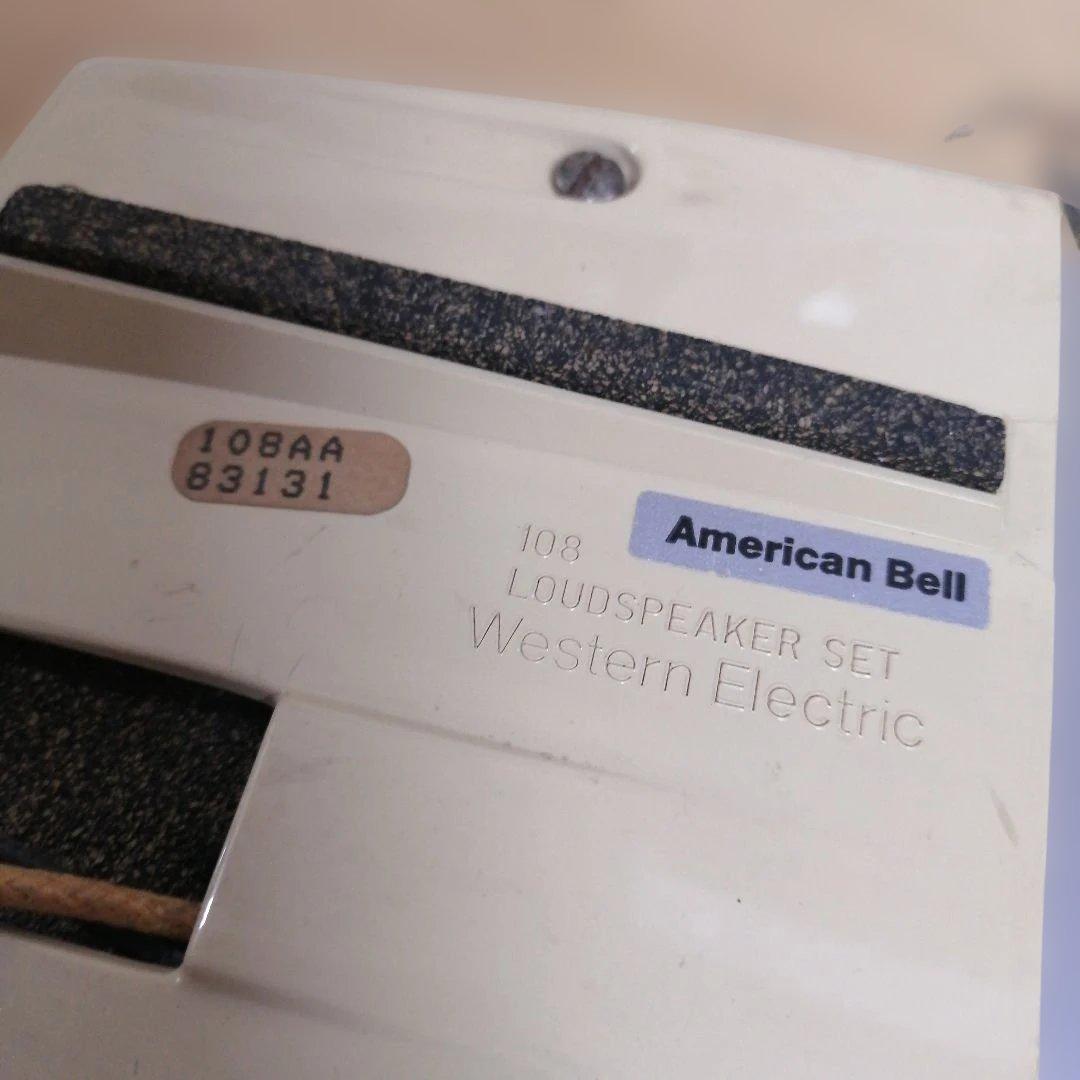 108AA
83131
American Bell
108
LOUDSPEAKER SET
Western Electric